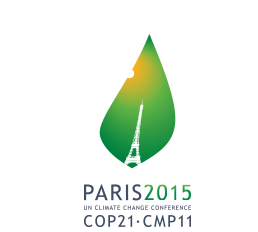 PARIS2015
UN CLIMATE CHANGE CONFERENCE
COP21·CMP11